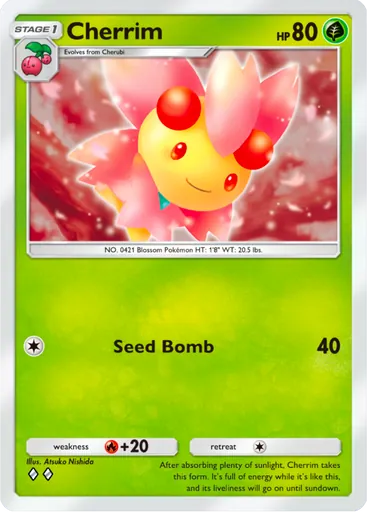 STAGE 1
Cherrim
HP 80
Evolves from Cherubi
NO. 0421 Blossom Pokémon HT: 1'8" WT: 20.5 lbs.
Seed Bomb 40
weakness +20 retreat
Illus. Atsuko Nishida
After absorbing plenty of sunlight, Cherrim takes
this form. It's full of energy while it's like this,
and its liveliness will go on until sundown.